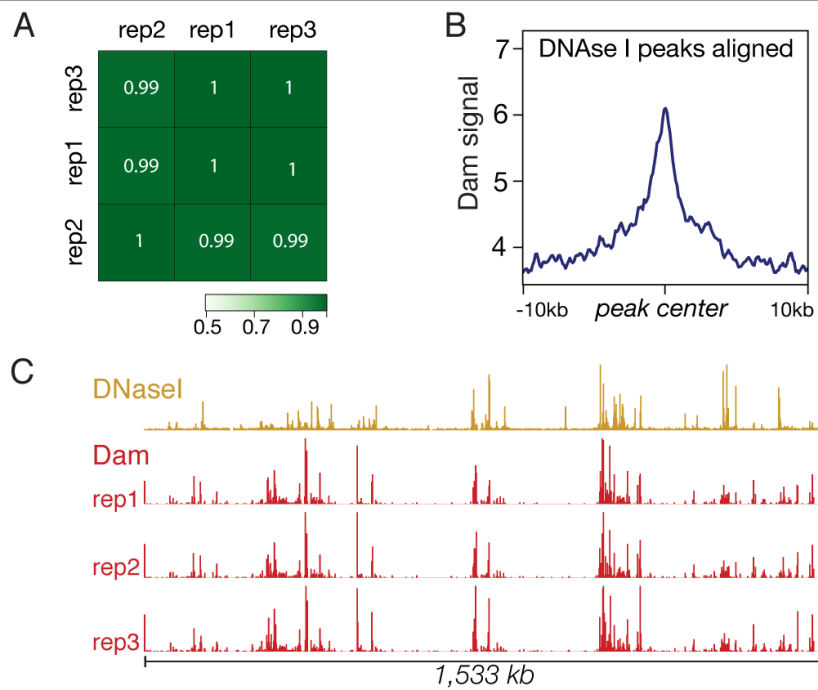 A
rep2 rep1 rep3
rep3 0.99 1 1
rep1 0.99 1 1
rep2 1 0.99 0.99
0.5 0.7 0.9
B
DNAse I peaks aligned
Dam signal
7
6
5
4
-10kb peak center 10kb
C
DNaseI
Dam
rep1
rep2
rep3
1,533 kb